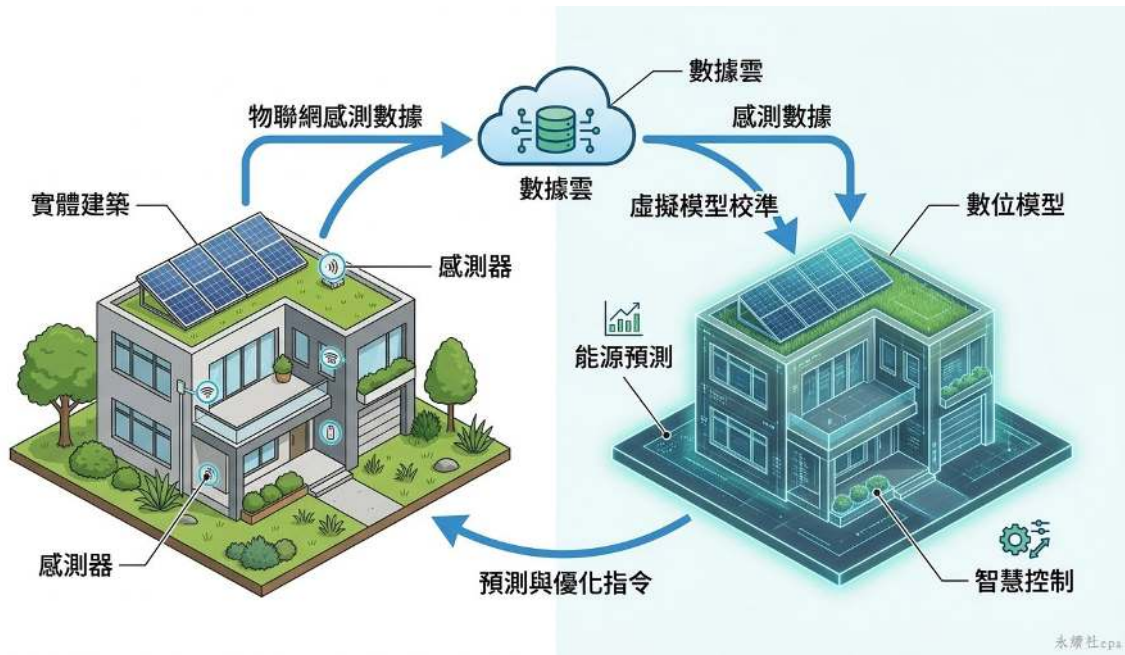 數據雲
物聯網感測數據
感測數據
數據雲
實體建築
虛擬模型校準
數位模型
感測器
能源預測
感測器
預測與優化指令
智慧控制
永續社cpa